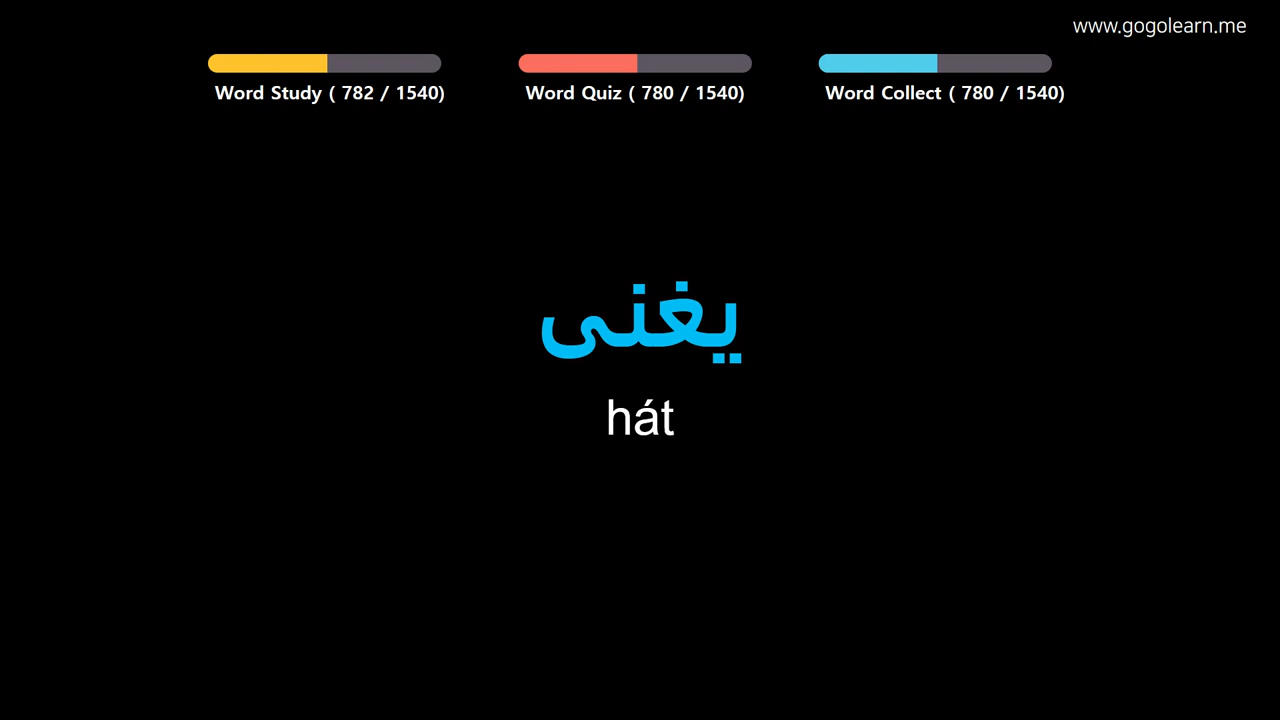 www.gogolearn.me
Word Study ( 782 / 1540)
Word Quiz ( 780 / 1540)
Word Collect ( 780 / 1540)
يغنى
hát